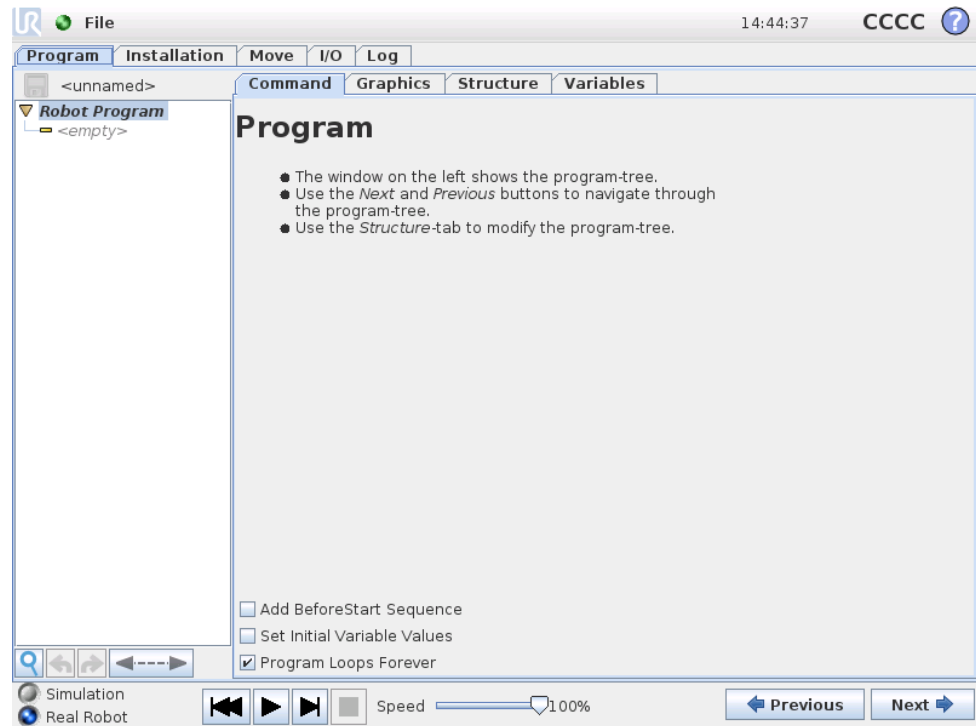 UR File 14:44:37 CCCC ?
Program Installation Move I/O Log
<unnamed> Command Graphics Structure Variables
Robot Program
<empty>
Program
The window on the left shows the program-tree.
Use the Next and Previous buttons to navigate through
the program-tree.
Use the Structure-tab to modify the program-tree.
Add BeforeStart Sequence
Set Initial Variable Values
Program Loops Forever
Simulation
Real Robot
Speed 100%
Previous Next